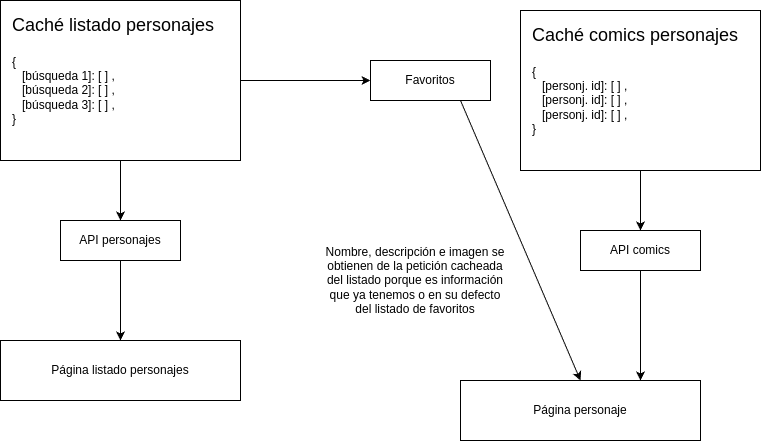 Caché listado personajes
{
[búsqueda 1]: [ ] ,
[búsqueda 2]: [ ] ,
[búsqueda 3]: [ ] ,
}
Favoritos
Caché comics personajes
{
[personj. id]: [ ] ,
[personj. id]: [ ] ,
[personj. id]: [ ] ,
}
API personajes
API comics
Nombre, descripción e imagen se
obtienen de la petición cacheada
del listado porque es información
que ya tenemos o en su defecto
del listado de favoritos
Página listado personajes
Página personaje